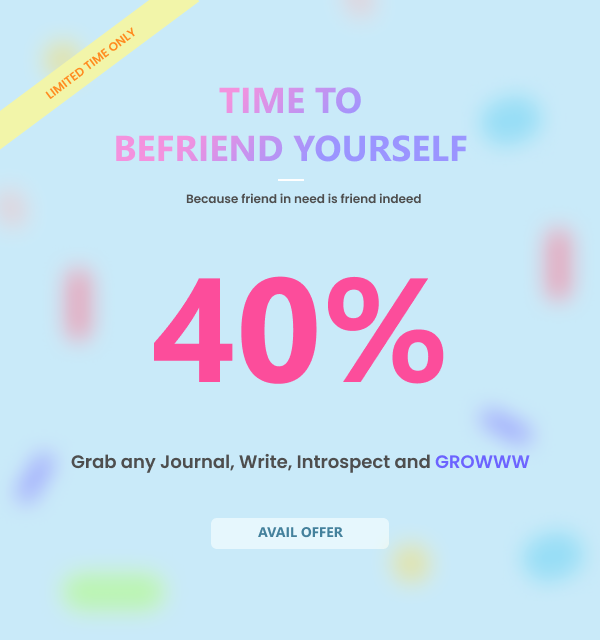 LIMITED TIME ONLY
TIME TO
BEFRIEND YOURSELF
Because friend in need is friend indeed
40%
Grab any Journal, Write, Introspect and GROWWW
AVAIL OFFER